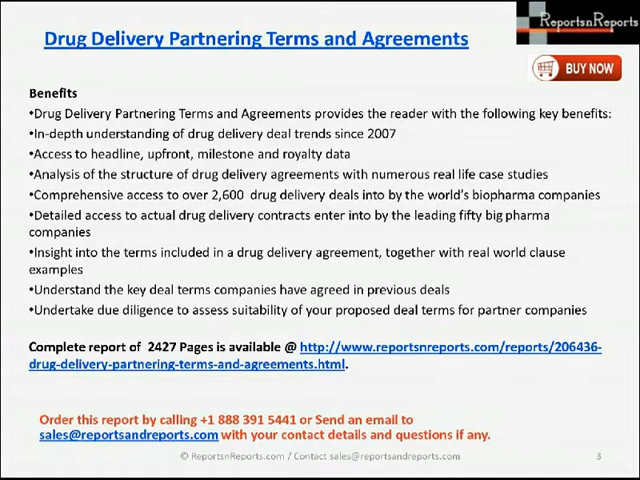 ReportsnReports
Drug Delivery Partnering Terms and Agreements
BUY NOW
Benefits
•Drug Delivery Partnering Terms and Agreements provides the reader with the following key benefits:
•In-depth understanding of drug delivery deal trends since 2007
•Access to headline, upfront, milestone and royalty data
•Analysis of the structure of drug delivery agreements with numerous real life case studies
•Comprehensive access to over 2,600 drug delivery deals into by the world's biopharma companies
•Detailed access to actual drug delivery contracts enter into by the leading fifty big pharma
companies
•Insight into the terms included in a drug delivery agreement, together with real world clause
examples
•Understand the key deal terms companies have agreed in previous deals
•Undertake due diligence to assess suitability of your proposed deal terms for partner companies
Complete report of 2427 Pages is available @ http://www.reportsnreports.com/reports/206436-
drug-delivery-partnering-terms-and-agreements.html.
Order this report by calling +1 888 391 5441 or Send an email to
sales@reportsandreports.com with your contact details and questions if any.
© ReportsnReports.com / Contact sales@reportsandreports.com
3